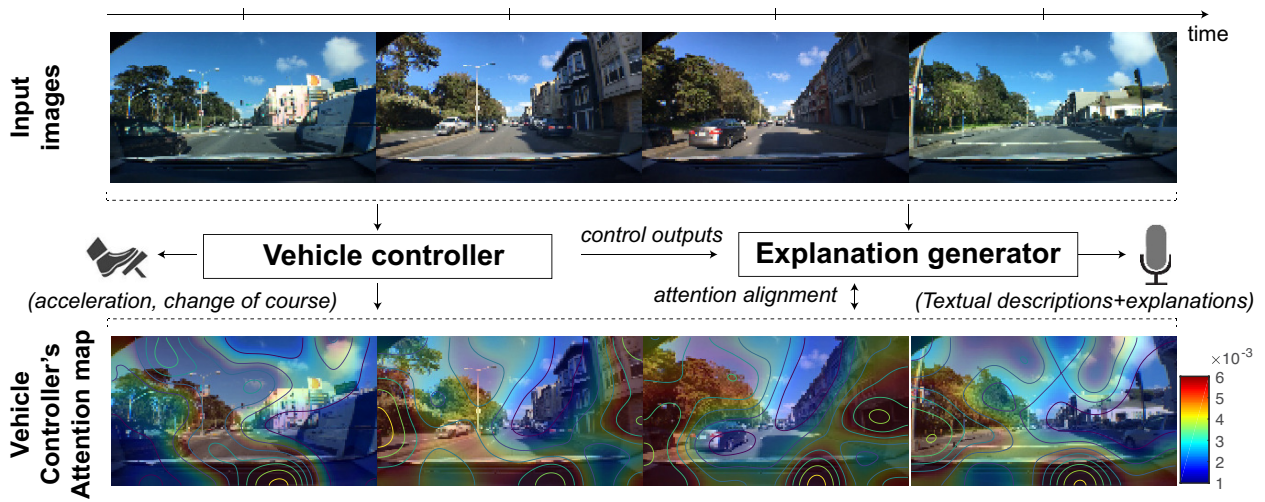 time
Input
images
Vehicle controller
control outputs
Explanation generator
(acceleration, change of course)
attention alignment
(Textual descriptions+explanations)
Vehicle
Controller's
Attention map
×10⁻³
6
5
4
3
2
1